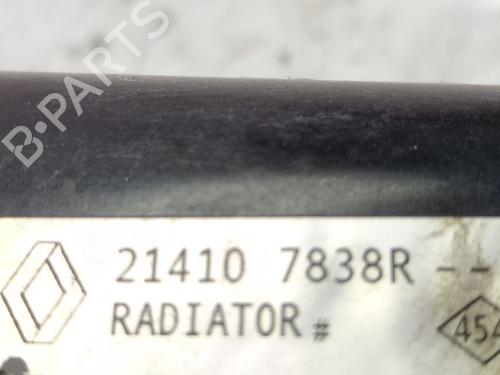 B-PARTS
21410 7838R --
RADIATOR#
454